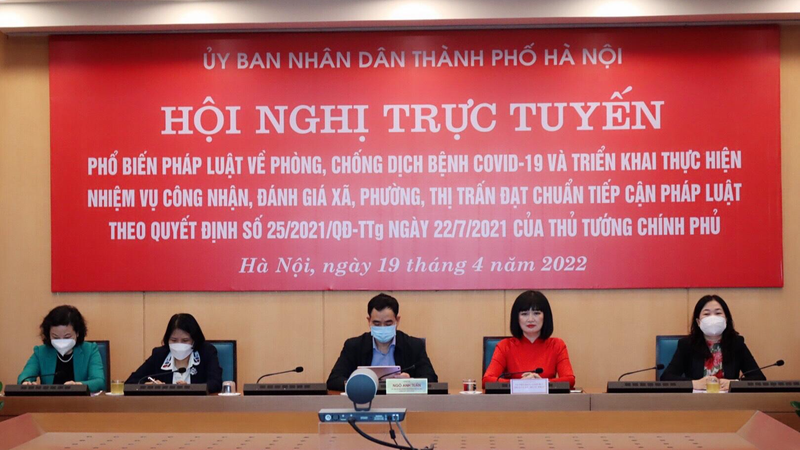 ỦY BAN NHÂN DÂN THÀNH PHỐ HÀ NỘI
HỘI NGHỊ TRỰC TUYẾN
PHỔ BIẾN PHÁP LUẬT VỀ PHÒNG, CHỐNG DỊCH BỆNH COVID-19 VÀ TRIỂN KHAI THỰC HIỆN
NHIỆM VỤ CÔNG NHẬN, ĐÁNH GIÁ XÃ, PHƯỜNG, THỊ TRẤN ĐẠT CHUẨN TIẾP CẬN PHÁP LUẬT
THEO QUYẾT ĐỊNH SỐ 25/2021/QĐ-TTg NGÀY 22/7/2021 CỦA THỦ TƯỚNG CHÍNH PHỦ
Hà Nội, ngày 19 tháng 4 năm 2022